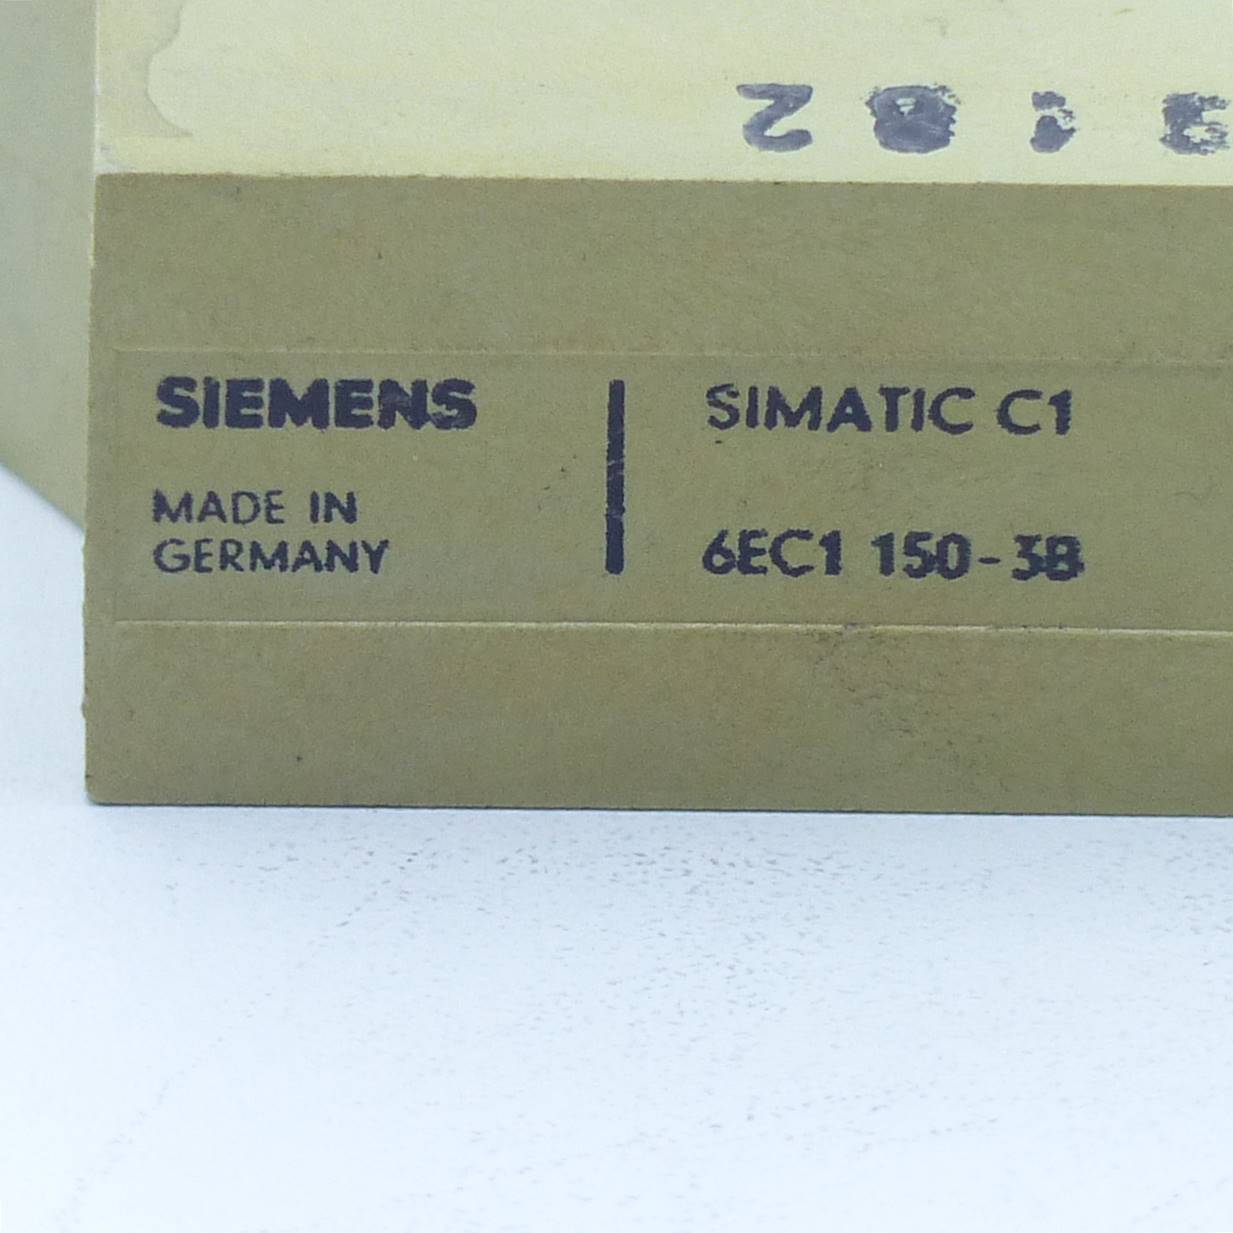 SIEMENS
MADE IN
GERMANY
SIMATIC C1
6EC1 150-3B